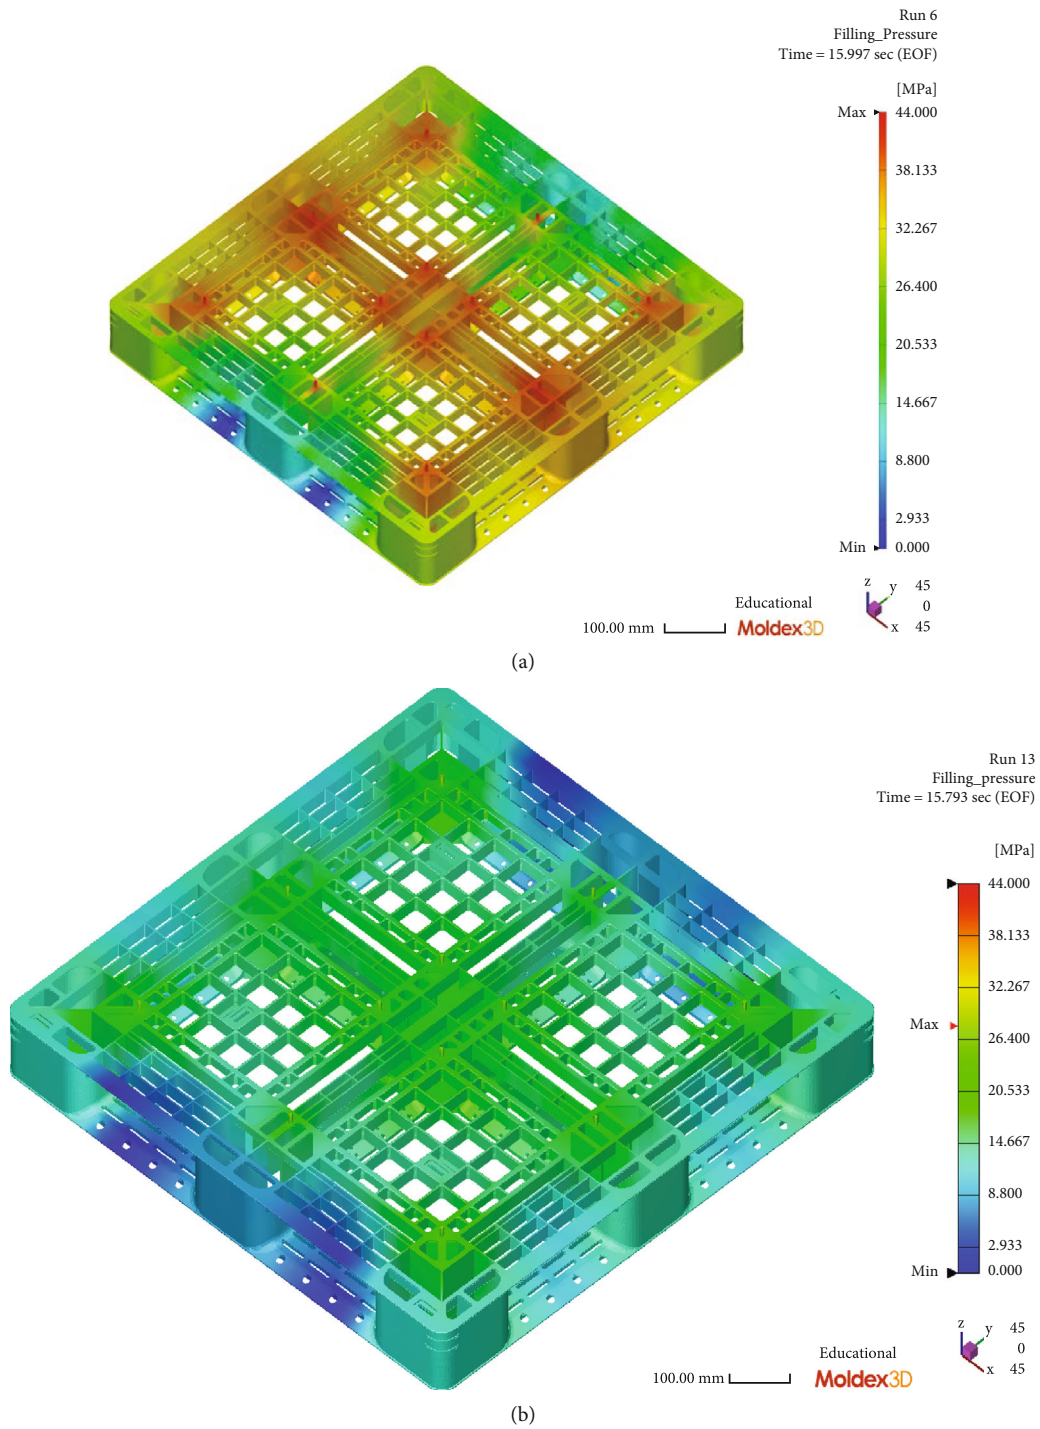 Run 6
Filling_Pressure
Time = 15.997 sec (EOF)
[MPa]
Max 44.000
38.133
32.267
26.400
20.533
14.667
8.800
2.933
Min 0.000
z y 45
0
x 45
Educational
100.00 mm Moldex3D
(a)
Run 13
Filling_pressure
Time = 15.793 sec (EOF)
[MPa]
44.000
38.133
32.267
Max
26.400
20.533
14.667
8.800
2.933
Min 0.000
z y 45
0
x 45
Educational
100.00 mm Moldex3D
(b)